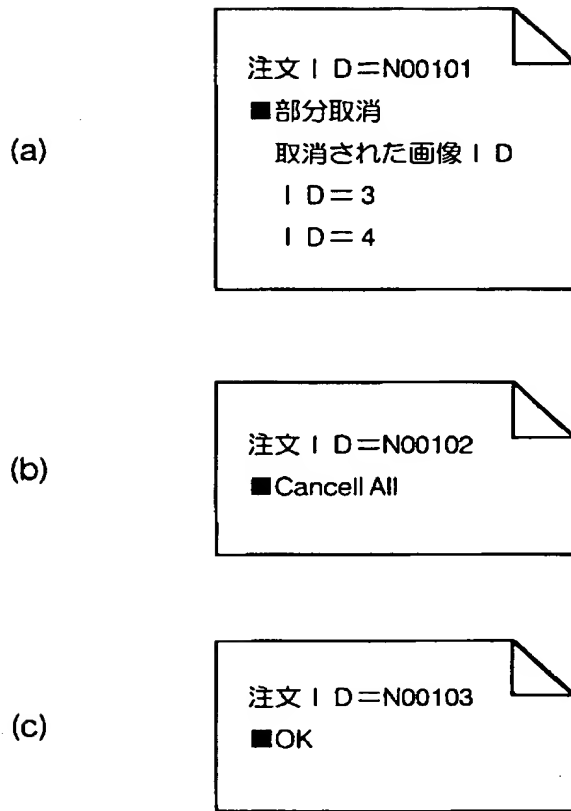 (a)
注文ID=N00101
■部分取消
取消された画像ID
ID=3
ID=4
(b)
注文ID=N00102
■Cancell All
(c)
注文ID=N00103
■OK